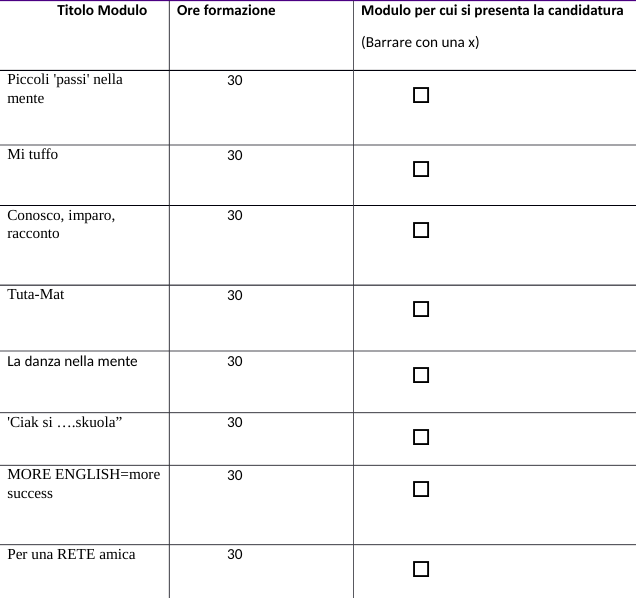 Titolo Modulo Ore formazione Modulo per cui si presenta la candidatura
(Barrare con una x)
Piccoli 'passi' nella 30
mente
Mi tuffo 30
Conosco, imparo, 30
racconto
Tuta-Mat 30
La danza nella mente 30
'Ciak si ….skuola” 30
MORE ENGLISH=more 30
success
Per una RETE amica 30